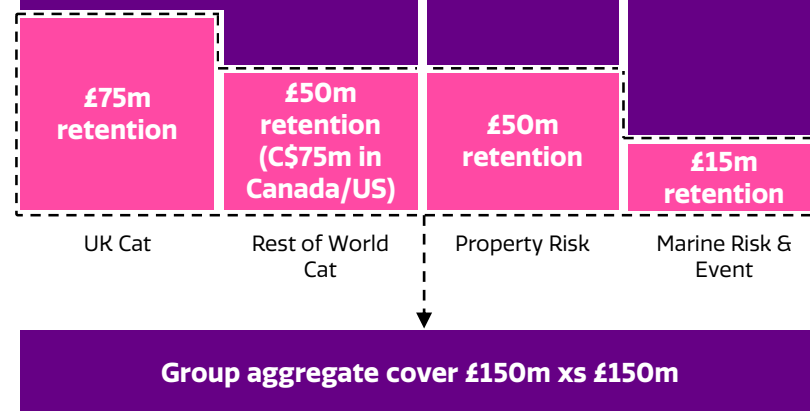 £75m
retention
£50m
retention
(C$75m in
Canada/US)
£50m
retention
£15m
retention
UK Cat
Rest of World
Cat
Property Risk
Marine Risk &
Event
Group aggregate cover £150m xs £150m